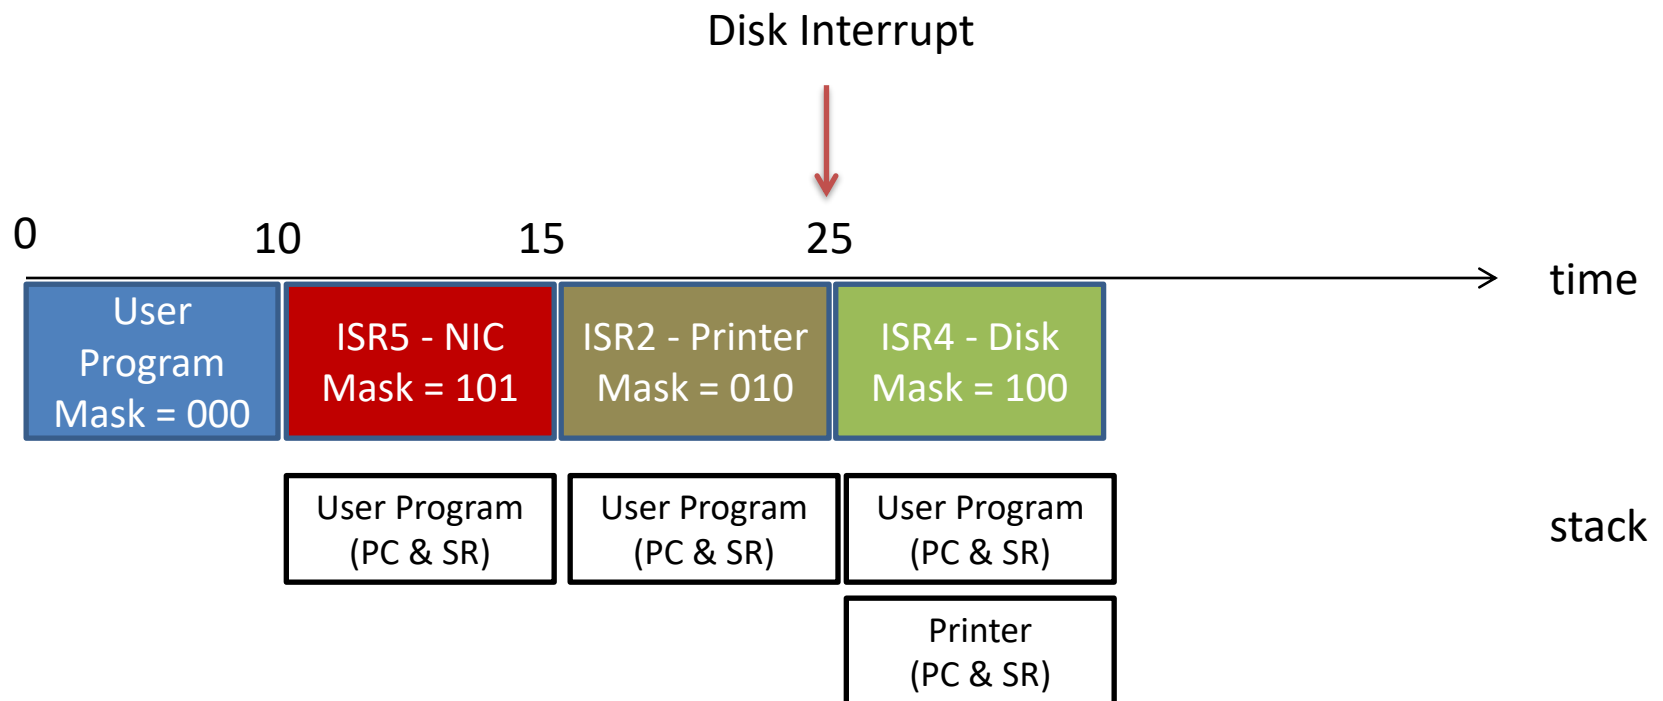 Disk Interrupt
0
10
15
25
time
User
Program
Mask = 000
ISR5 - NIC
Mask = 101
ISR2 - Printer
Mask = 010
ISR4 - Disk
Mask = 100
User Program
(PC & SR)
User Program
(PC & SR)
User Program
(PC & SR)
stack
Printer
(PC & SR)